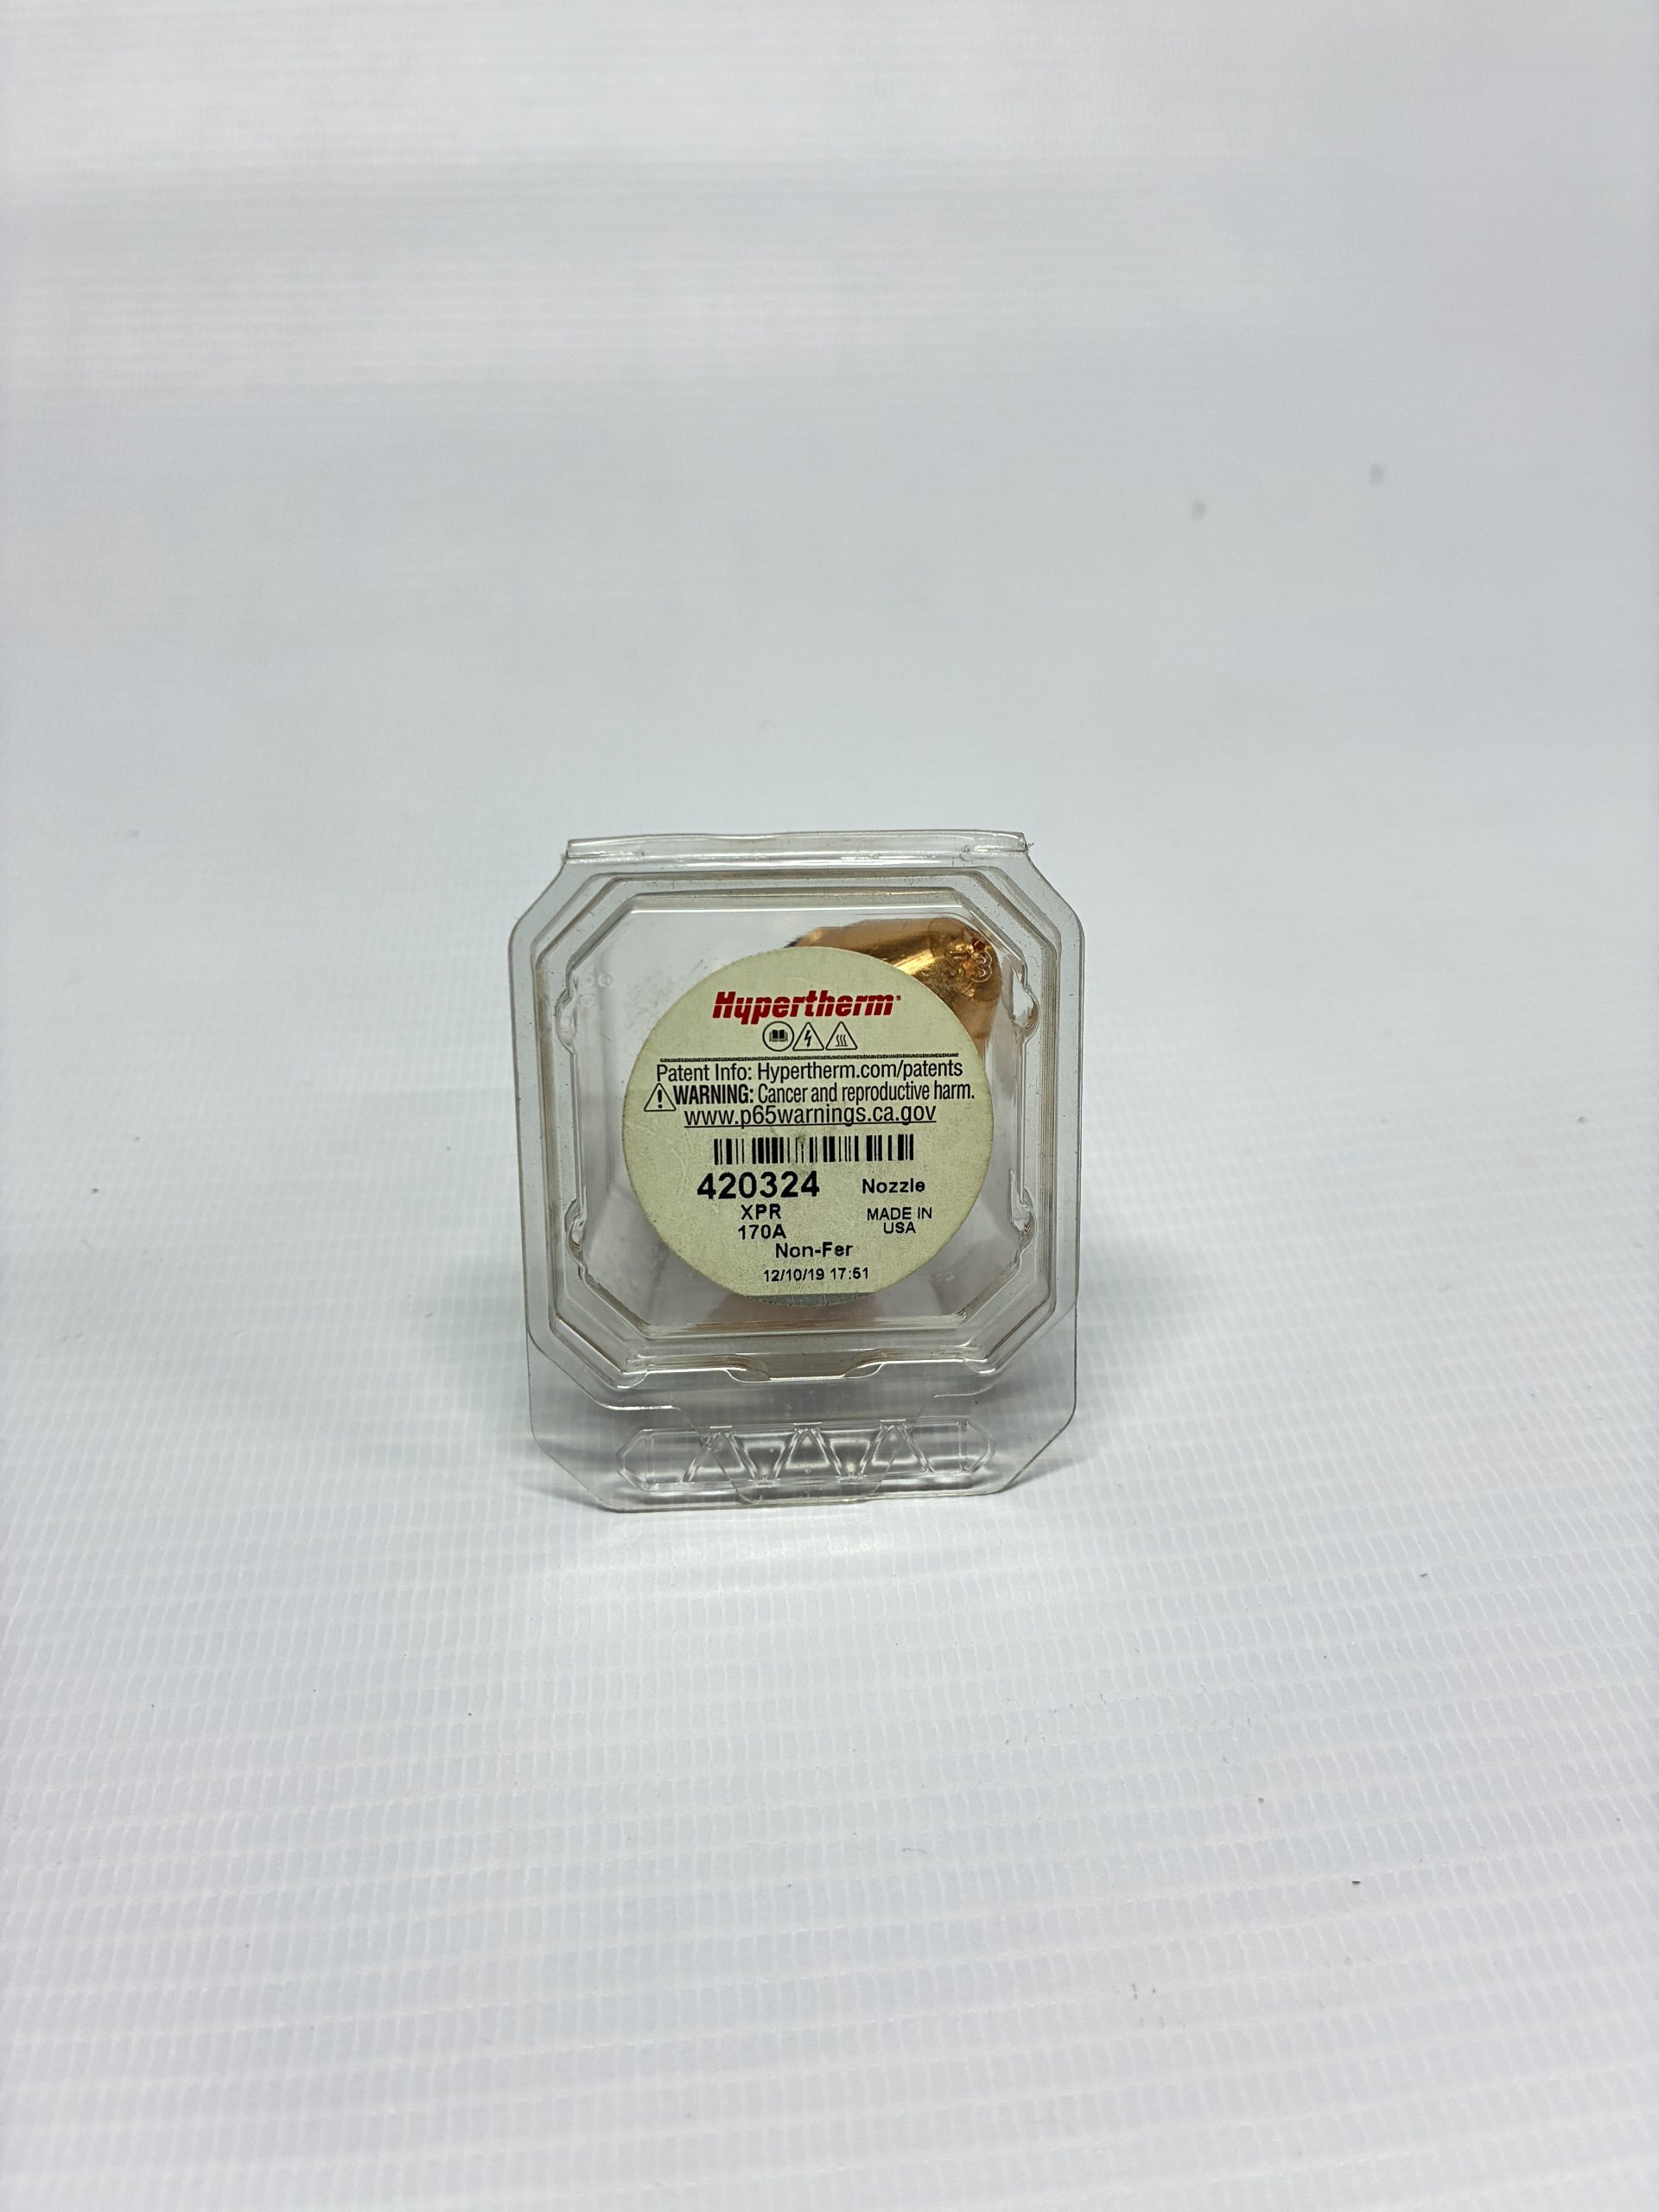 Hypertherm®
Patent Info: Hypertherm.com/patents
WARNING: Cancer and reproductive harm.
www.p65warnings.ca.gov
420324 Nozzle
XPR MADE IN
170A USA
Non-Fer
12/10/19 17:51